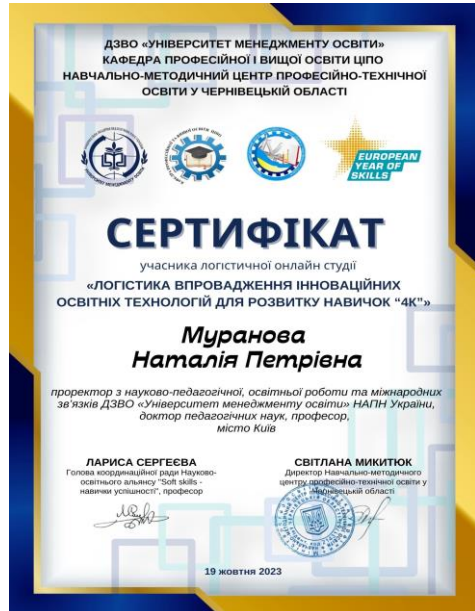 ДЗВО «УНІВЕРСИТЕТ МЕНЕДЖМЕНТУ ОСВІТИ»
КАФЕДРА ПРОФЕСІЙНОЇ І ВИЩОЇ ОСВІТИ ЦІПО
НАВЧАЛЬНО-МЕТОДИЧНИЙ ЦЕНТР ПРОФЕСІЙНО-ТЕХНІЧНОЇ
ОСВІТИ У ЧЕРНІВЕЦЬКІЙ ОБЛАСТІ
EUROPEAN
YEAR OF
SKILLS
СЕРТИФІКАТ
учасника логістичної онлайн студії
«ЛОГІСТИКА ВПРОВАДЖЕННЯ ІННОВАЦІЙНИХ
ОСВІТНІХ ТЕХНОЛОГІЙ ДЛЯ РОЗВИТКУ НАВИЧОК “4К”»
Муранова
Наталія Петрівна
проректор з науково-педагогічної, освітньої роботи та міжнародних
зв'язків ДЗВО «Університет менеджменту освіти» НАПН України,
доктор педагогічних наук, професор,
місто Київ
ЛАРИСА СЕРГЕЄВА
Голова координаційної ради Науково-
освітнього альянсу "Soft skills -
навички успішності", професор
СВІТЛАНА МИКИТЮК
Директор Навчально-методичного
центру професійно-технічної освіти у
Чернівецькій області
19 жовтня 2023